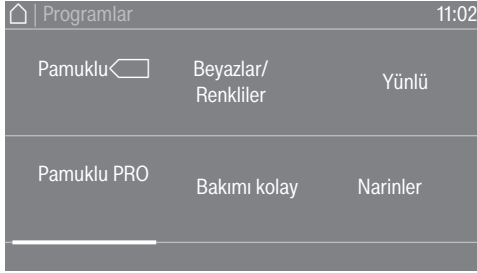 Programlar 11:02
Pamuklu
Beyazlar/
Renkliler
Yünlü
Pamuklu PRO
Bakımı kolay
Narinler